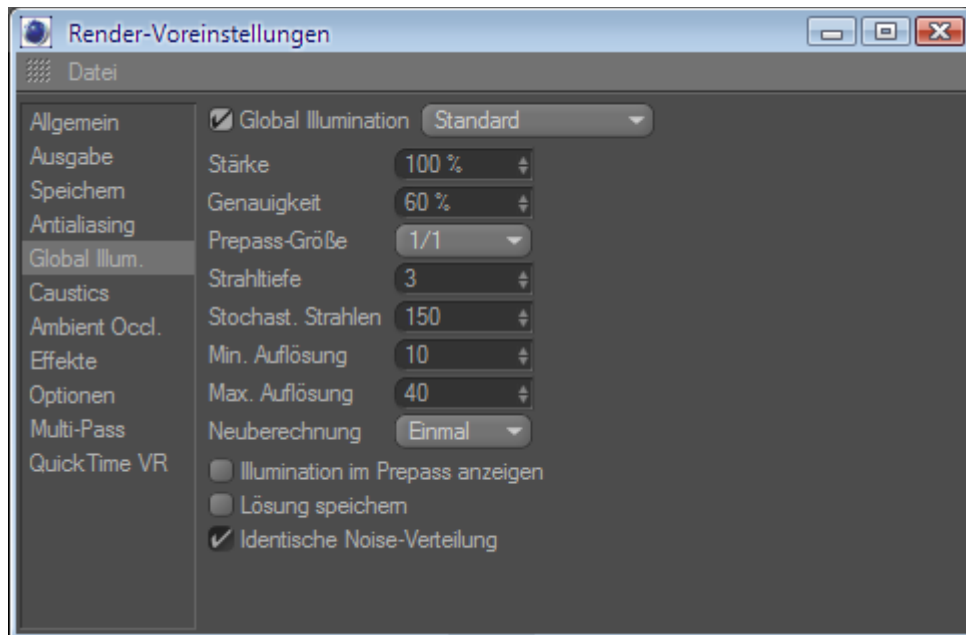 Render-Voreinstellungen
Datei
Allgemein
Ausgabe
Speichern
Antialiasing
Global Illum.
Caustics
Ambient Occl.
Effekte
Optionen
Multi-Pass
QuickTime VR
Global Illumination Standard
Stärke 100 %
Genauigkeit 60 %
Prepass-Größe 1/1
Strahltiefe 3
Stochast. Strahlen 150
Min. Auflösung 10
Max. Auflösung 40
Neuberechnung Einmal
Illumination im Prepass anzeigen
Lösung speichern
Identische Noise-Verteilung